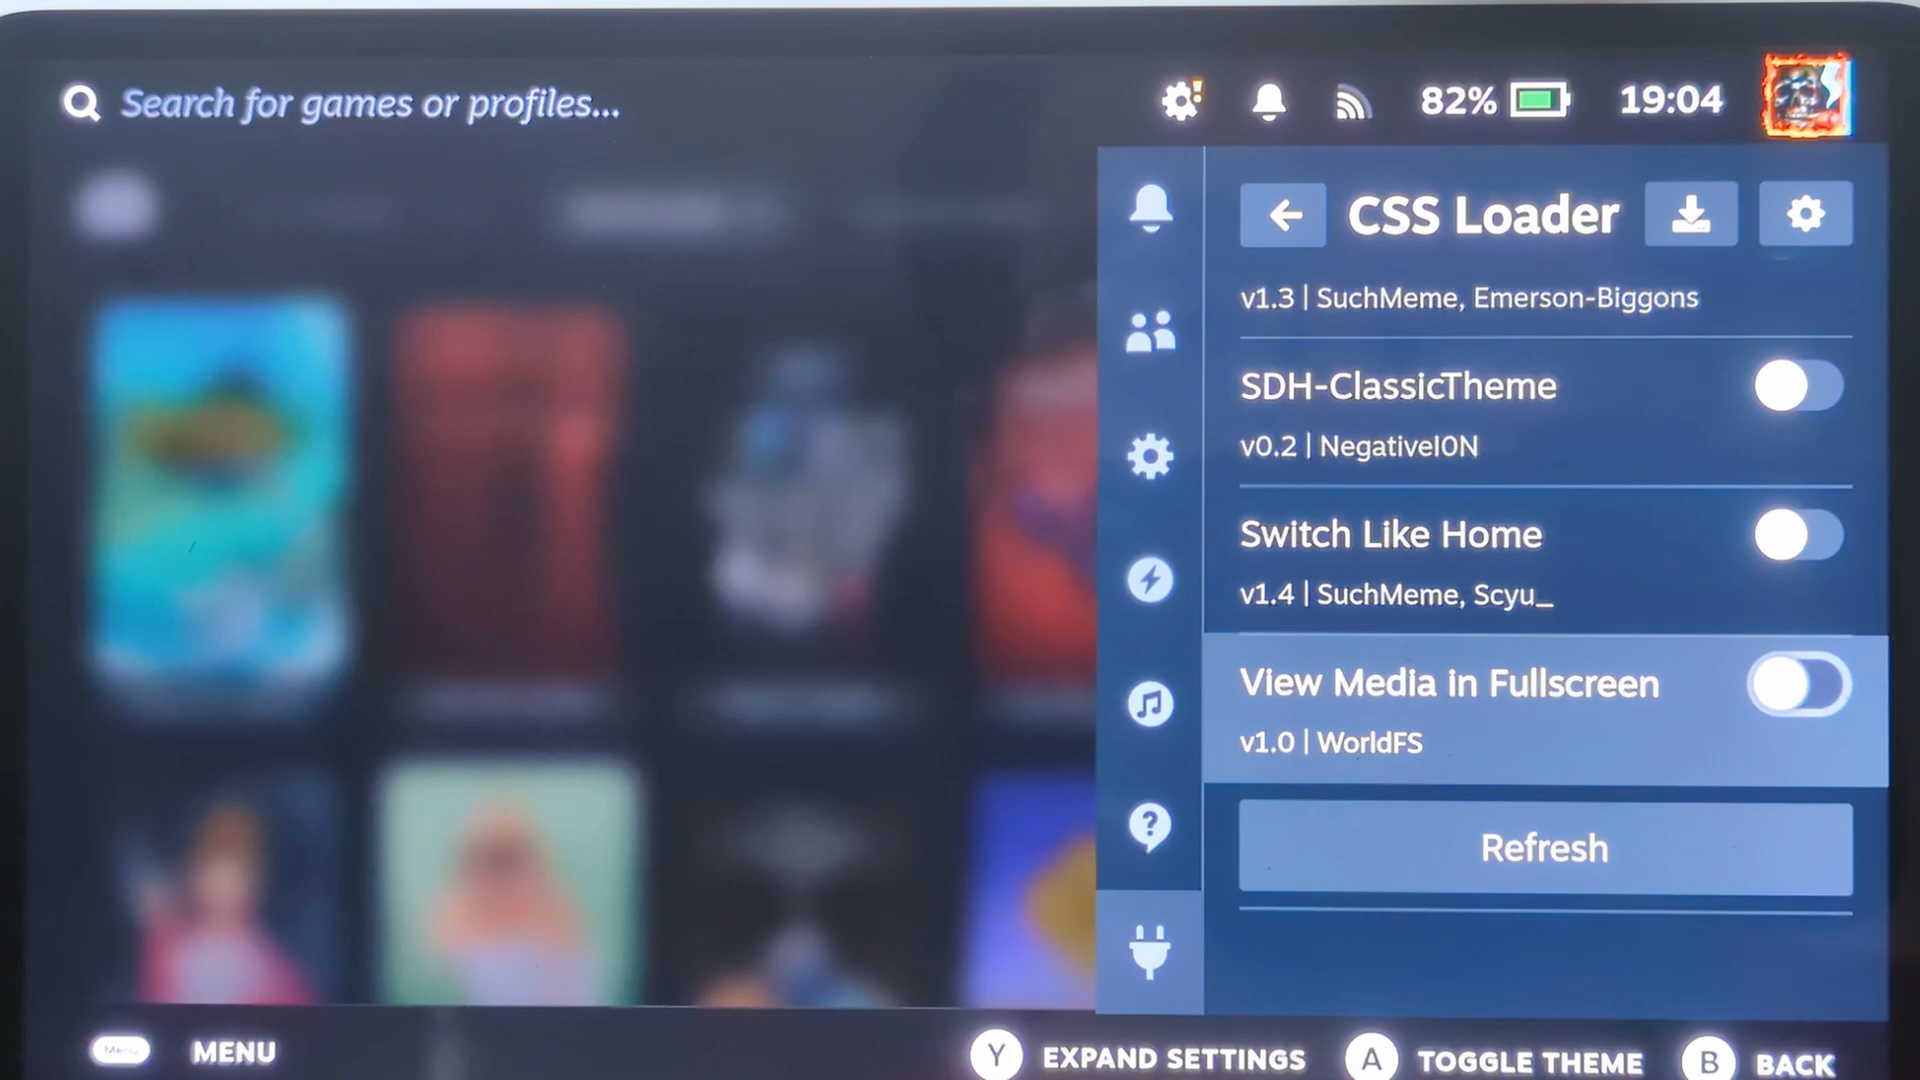 Search for games or profiles...
82%
19:04
CSS Loader
v1.3 | SuchMeme, Emerson-Biggons
SDH-ClassicTheme
v0.2 | NegativeI0N
Switch Like Home
v1.4 | SuchMeme, Scyu_
View Media in Fullscreen
v1.0 | WorldFS
Refresh
Menu MENU
Y EXPAND SETTINGS A TOGGLE THEME B BACK